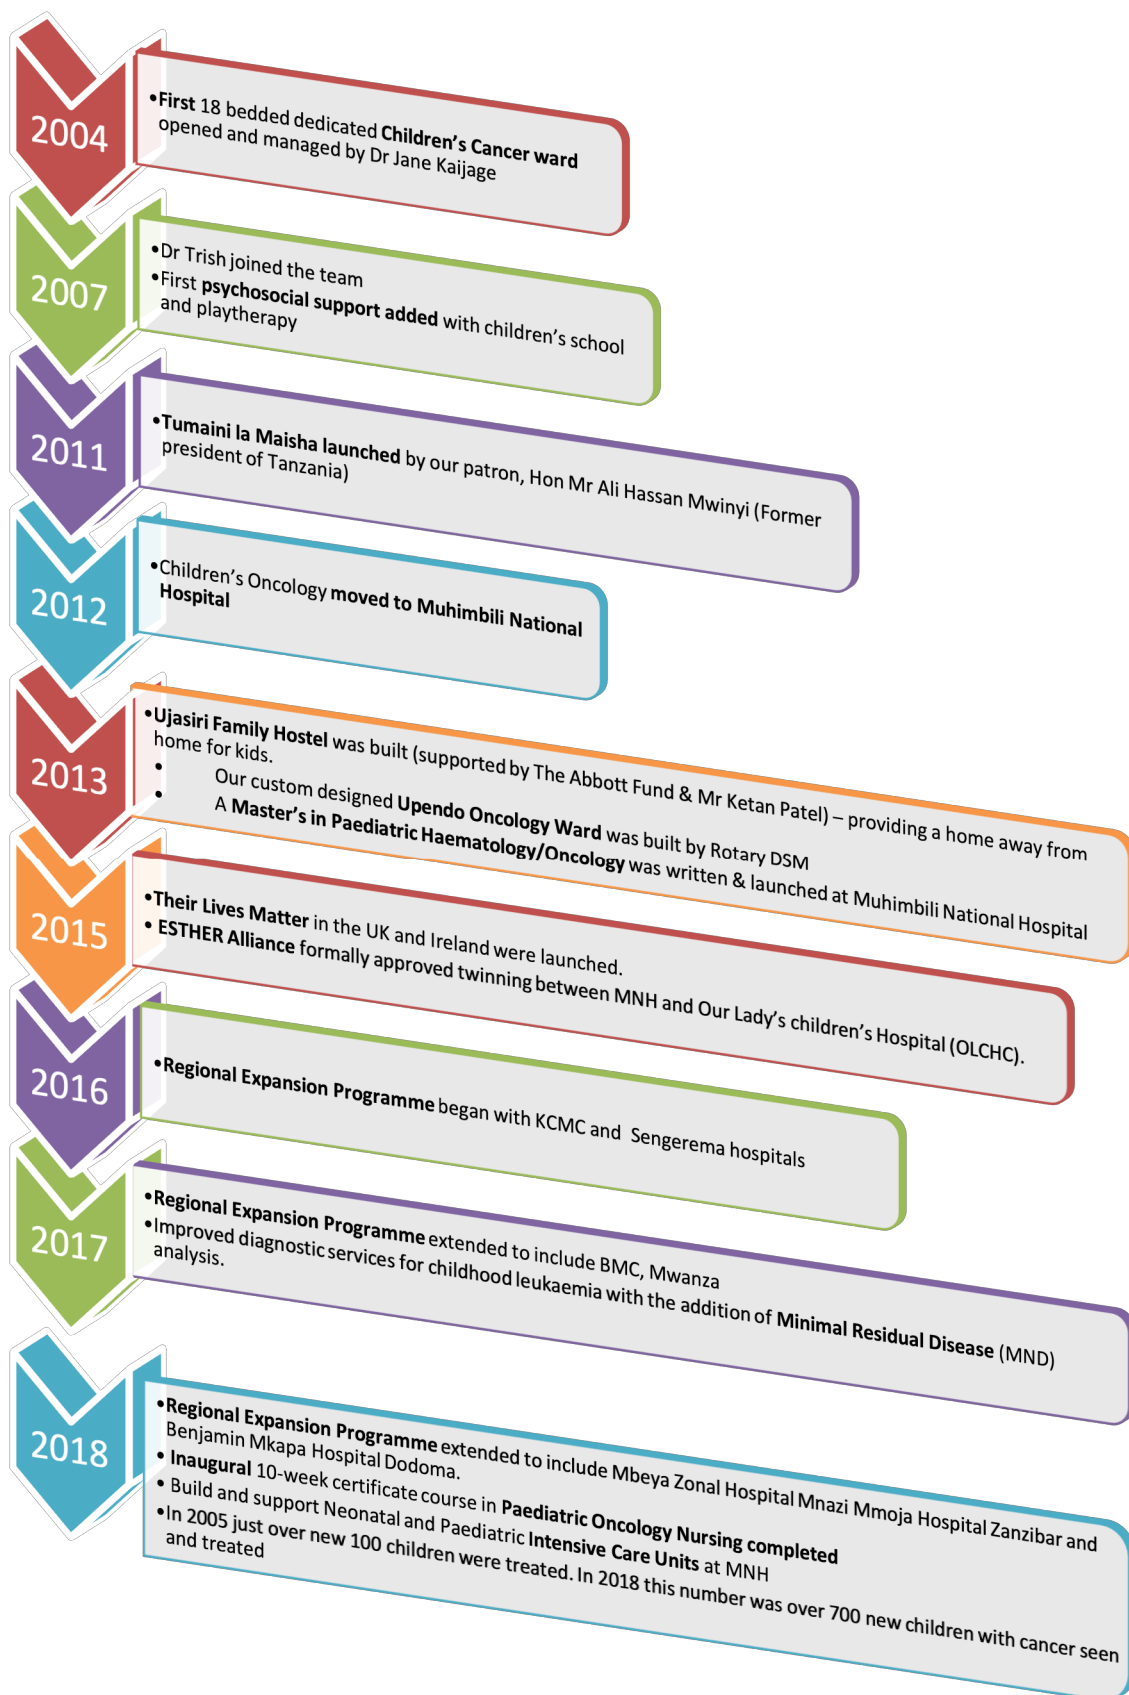 2004
•First 18 bedded dedicated Children's Cancer ward
opened and managed by Dr Jane Kaijage
2007
•Dr Trish joined the team
•First psychosocial support added with children's school
and playtherapy
2011
•Tumaini la Maisha launched by our patron, Hon Mr Ali Hassan Mwinyi (Former
president of Tanzania)
2012
•Children's Oncology moved to Muhimbili National
Hospital
2013
•Ujasiri Family Hostel was built (supported by The Abbott Fund & Mr Ketan Patel) – providing a home away from
home for kids.
• Our custom designed Upendo Oncology Ward was built by Rotary DSM
• A Master's in Paediatric Haematology/Oncology was written & launched at Muhimbili National Hospital
2015
•Their Lives Matter in the UK and Ireland were launched.
• ESTHER Alliance formally approved twinning between MNH and Our Lady's children's Hospital (OLCHC).
2016
•Regional Expansion Programme began with KCMC and Sengerema hospitals
2017
•Regional Expansion Programme extended to include BMC, Mwanza
•Improved diagnostic services for childhood leukaemia with the addition of Minimal Residual Disease (MND)
analysis.
2018
•Regional Expansion Programme extended to include Mbeya Zonal Hospital Mnazi Mmoja Hospital Zanzibar and
Benjamin Mkapa Hospital Dodoma.
• Inaugural 10-week certificate course in Paediatric Oncology Nursing completed
• Build and support Neonatal and Paediatric Intensive Care Units at MNH
•In 2005 just over new 100 children were treated. In 2018 this number was over 700 new children with cancer seen
and treated